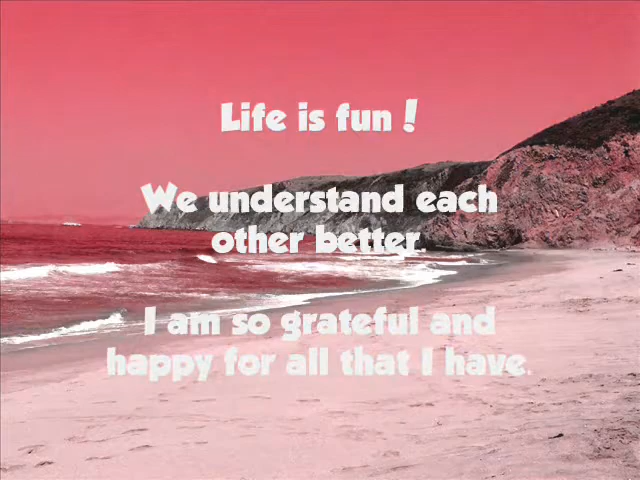 Life is fun!
We understand each
other better.
I am so grateful and
happy for all that I have.